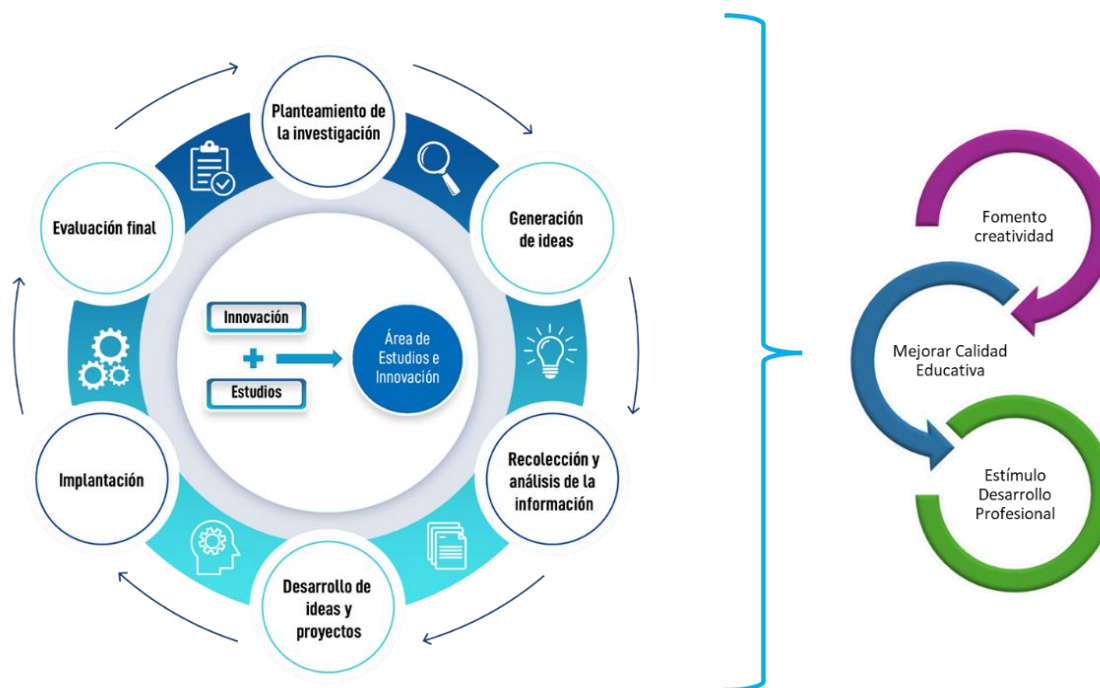 Planteamiento de
la investigación
Generación
de ideas
Recolección y
análisis de la
información
Desarrollo de
ideas y
proyectos
Implantación
Evaluación final
Innovación
Estudios
Área de
Estudios e
Innovación
Fomento
creatividad
Mejorar Calidad
Educativa
Estímulo
Desarrollo
Profesional